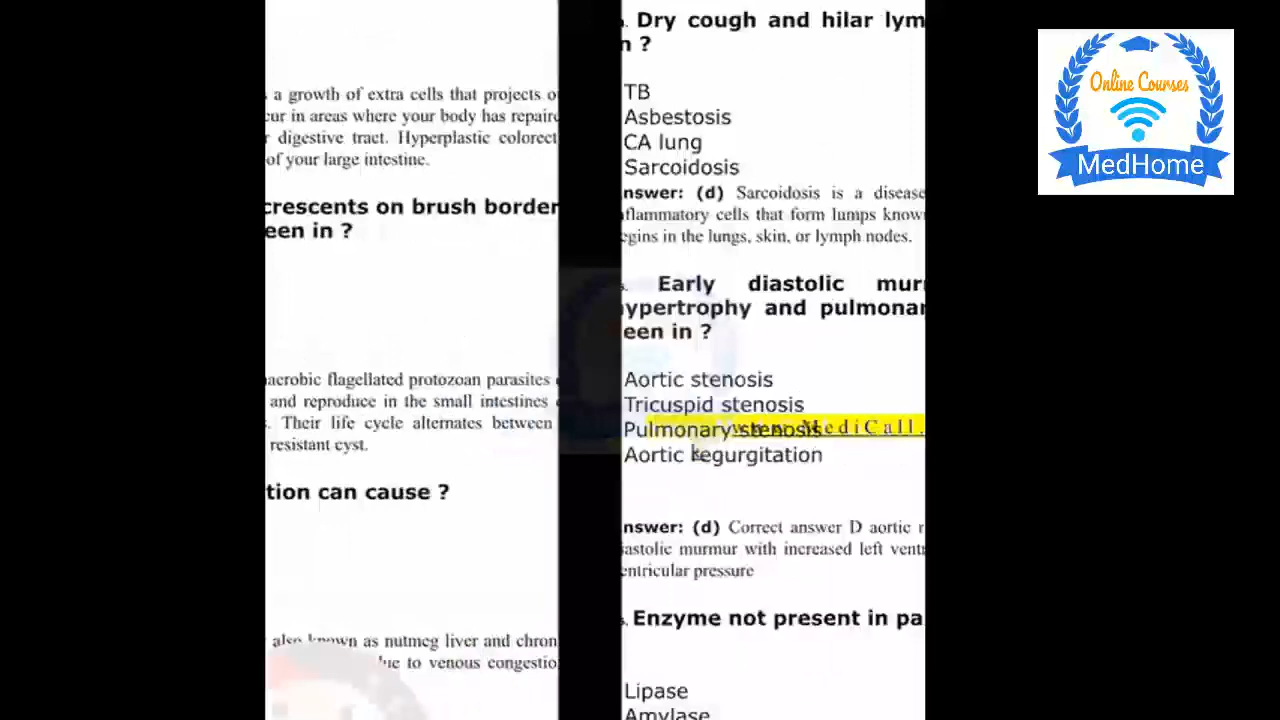 a growth of extra cells that projects
cur in areas where your body has repaire
digestive tract. Hyperplastic colorect
of your large intestine.
crescents on brush border
een in ?
aerobic flagellated protozoan parasites
and reproduce in the small intestines
. Their life cycle alternates between
resistant cyst.
tion can cause ?
also known as nutmeg liver and chron
ue to venous congestio
. Dry cough and hilar lym
n ?
TB
Asbestosis
CA lung
Sarcoidosis
nswer: (d) Sarcoidosis is a disease
flammatory cells that form lumps know
egins in the lungs, skin, or lymph nodes.
Early diastolic mur
hypertrophy and pulmonar
een in ?
Aortic stenosis
Tricuspid stenosis
Pulmonary stenosis
www MediCall.
Aortic regurgitation
nswer: (d) Correct answer D aortic r
iastolic murmur with increased left vent
entricular pressure
. Enzyme not present in pa
Lipase
Amylase
Online Courses
MedHome